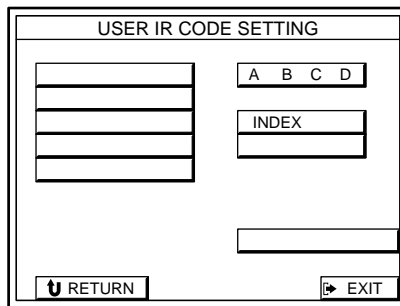 USER IR CODE SETTING
A B C D
INDEX
RETURN
EXIT